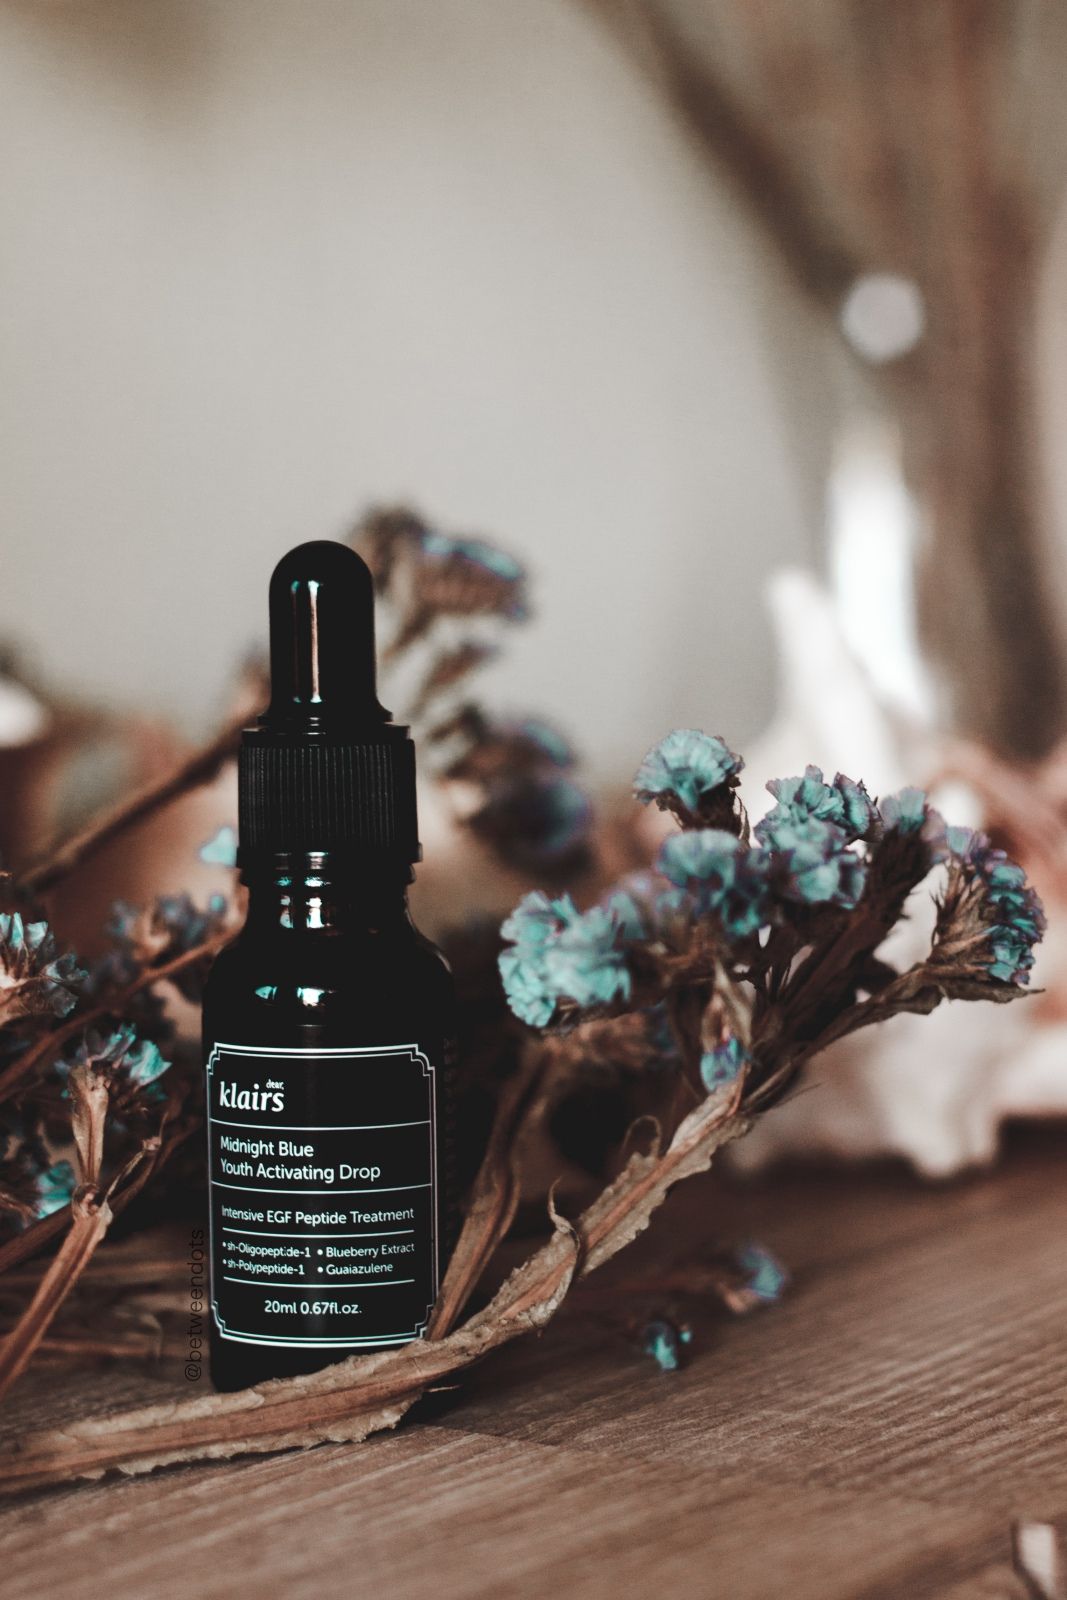 dear,
klairs
Midnight Blue
Youth Activating Drop
Intensive EGF Peptide Treatment
• sh-Oligopeptide-1 • Blueberry Extract
• sh-Polypeptide-1 • Guaiazulene
20ml 0.67fl.oz.
@betweendots